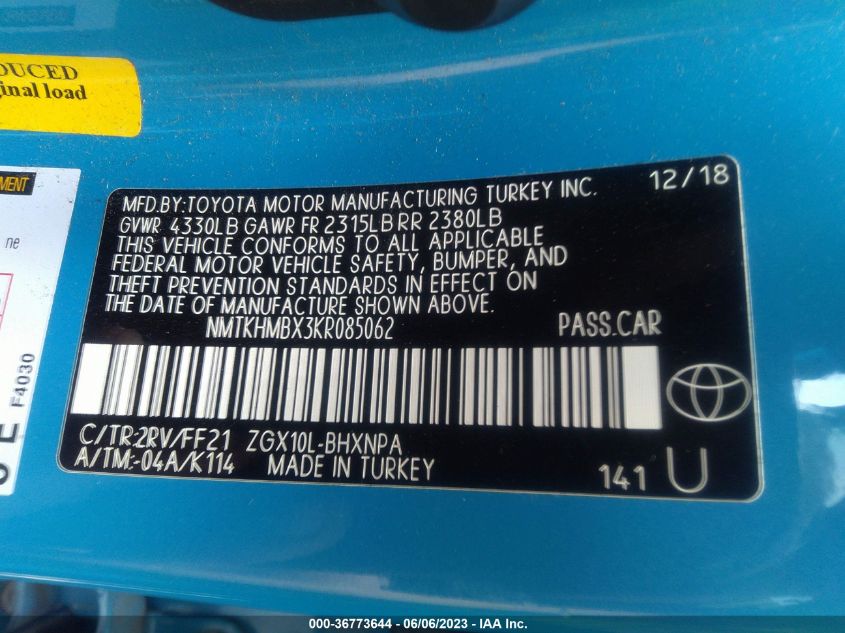 DUCED
ginal load
MENT
ne
F4030
MFD.BY:TOYOTA MOTOR MANUFACTURING TURKEY INC. 12/18
GVWR 4330LB GAWR FR 2315LB RR 2380LB
THIS VEHICLE CONFORMS TO ALL APPLICABLE
FEDERAL MOTOR VEHICLE SAFETY, BUMPER, AND
THEFT PREVENTION STANDARDS IN EFFECT ON
THE DATE OF MANUFACTURE SHOWN ABOVE.
NMTKHMBX3KR085062 PASS.CAR
C/TR:2RV/FF21 ZGX10L-BHXNPA
A/TM:-04A/K114 MADE IN TURKEY 141 U
000-36773644 / 06/06/2023 - IAA Inc.